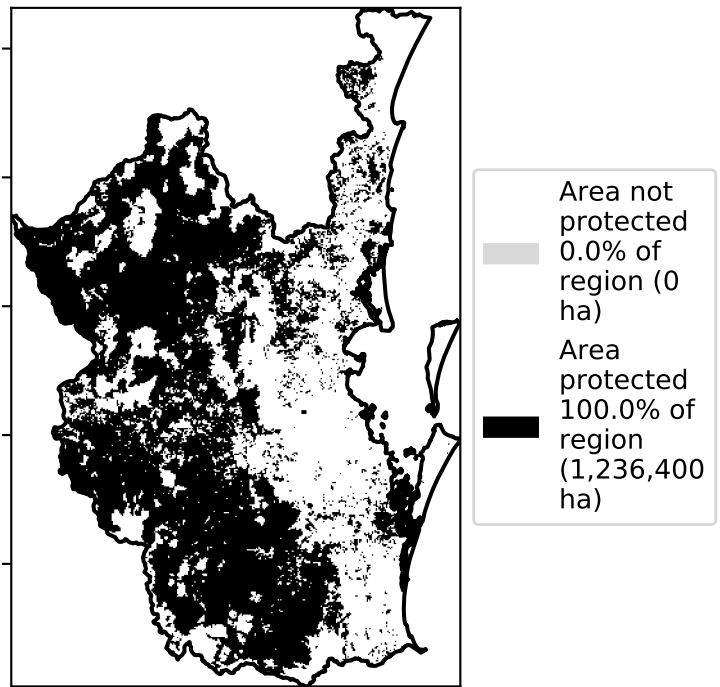 Area not
protected
0.0% of
region (0
ha)
Area
protected
100.0% of
region
(1,236,400
ha)